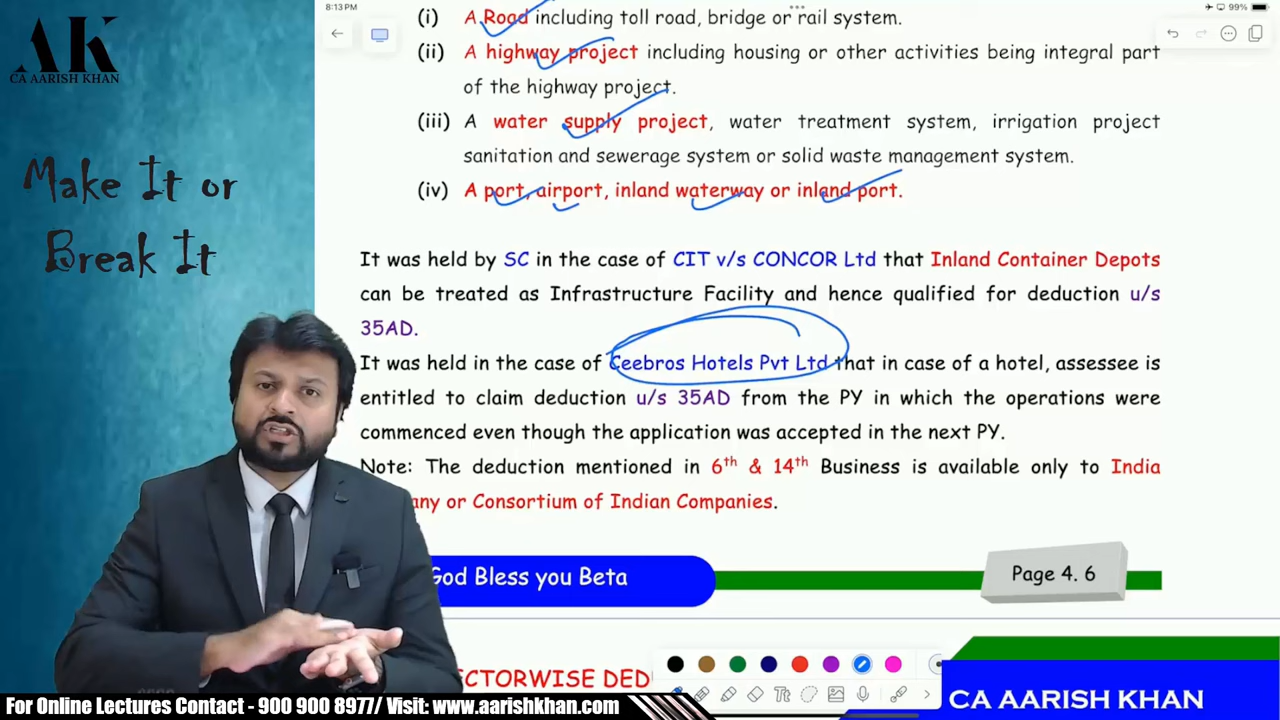 8:13 PM
99%
AK
CA AARISH KHAN
Make It or
Break It
(i) A Road including toll road, bridge or rail system.
(ii) A highway project including housing or other activities being integral part
of the highway project.
(iii) A water supply project, water treatment system, irrigation project
sanitation and sewerage system or solid waste management system.
(iv) A port, airport, inland waterway or inland port.
It was held by SC in the case of CIT v/s CONCOR Ltd that Inland Container Depots
can be treated as Infrastructure Facility and hence qualified for deduction u/s
35AD.
It was held in the case of Ceebros Hotels Pvt Ltd that in case of a hotel, assessee is
entitled to claim deduction u/s 35AD from the PY in which the operations were
commenced even though the application was accepted in the next PY.
Note: The deduction mentioned in 6th & 14th Business is available only to India
or Consortium of Indian Companies.
God Bless you Beta
Page 4. 6
Tt
CA AARISH KHAN
For Online Lectures Contact - 900 900 8977/ Visit: www.aarishkhan.com